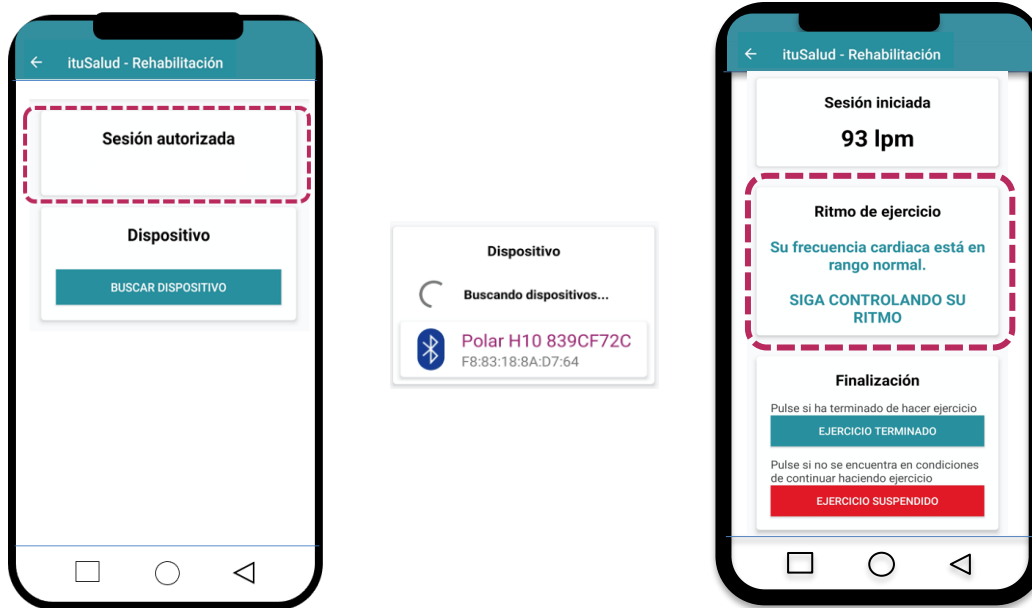 ituSalud - Rehabilitación
Sesión autorizada
Dispositivo
BUSCAR DISPOSITIVO
Dispositivo
Buscando dispositivos...
Polar H10 839CF72C
F8:83:18:8A:D7:64
ituSalud - Rehabilitación
Sesión iniciada
93 lpm
Ritmo de ejercicio
Su frecuencia cardiaca está en
rango normal.
SIGA CONTROLANDO SU
RITMO
Finalización
Pulse si ha terminado de hacer ejercicio
EJERCICIO TERMINADO
Pulse si no se encuentra en condiciones
de continuar haciendo ejercicio
EJERCICIO SUSPENDIDO